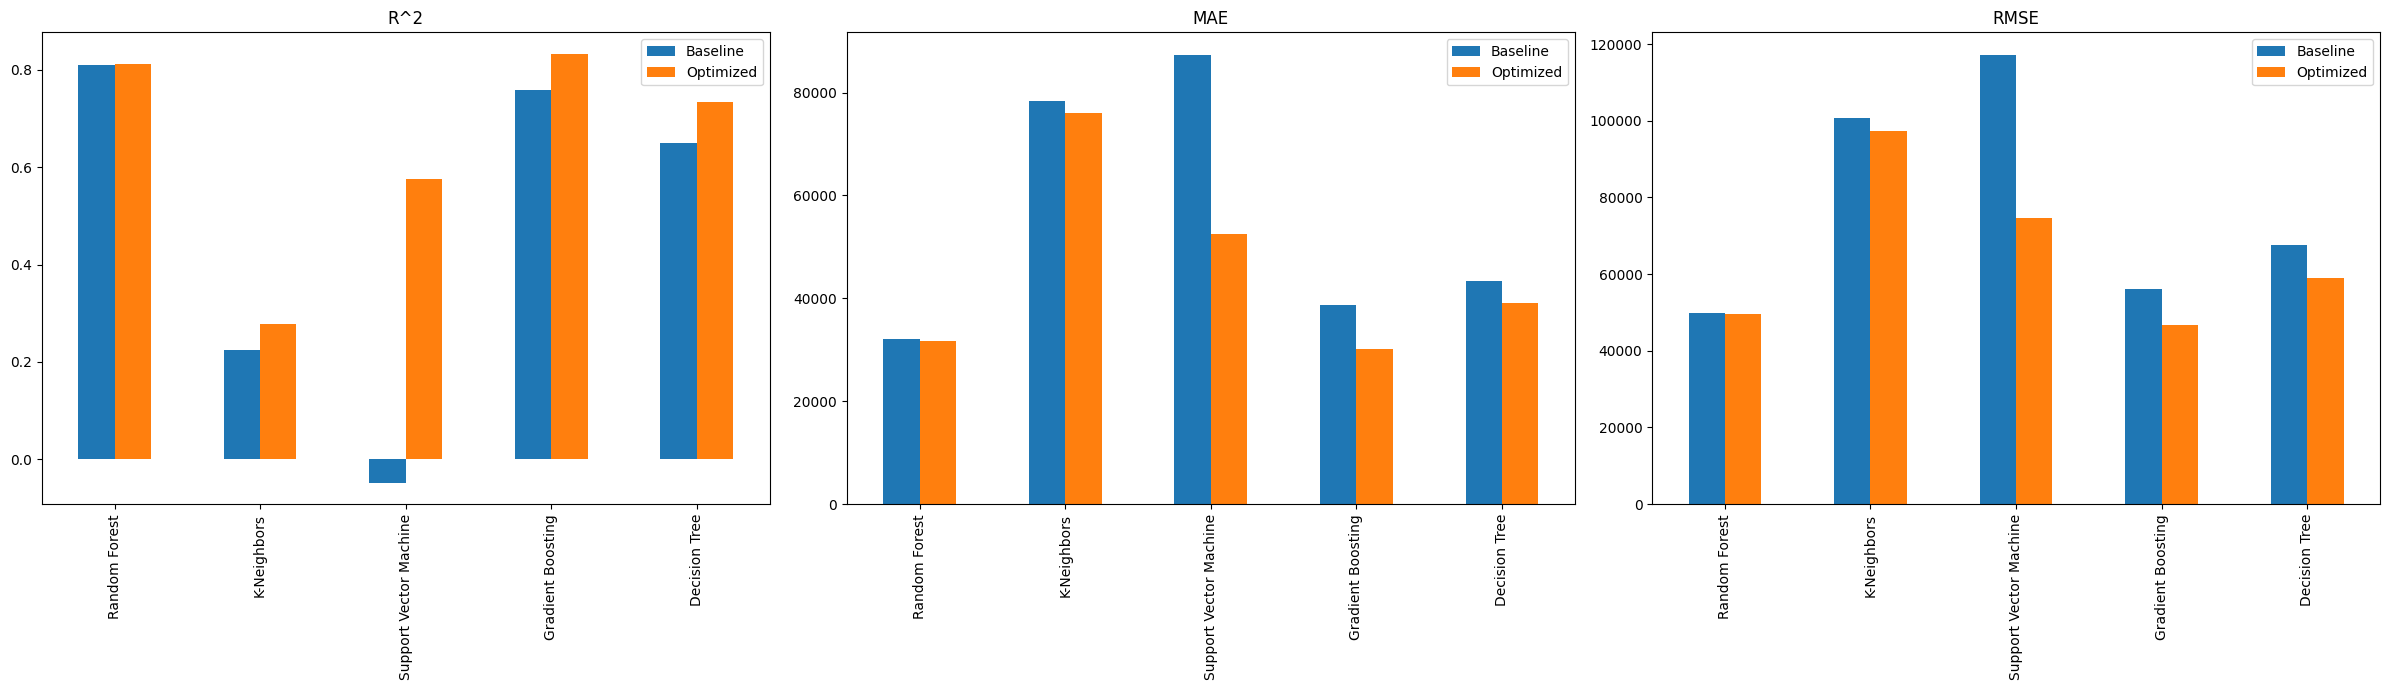 R^2
0.8
0.6
0.4
0.2
0.0
Baseline
Optimized
Random Forest
K-Neighbors
Support Vector Machine
Gradient Boosting
Decision Tree
MAE
80000
60000
40000
20000
0
Baseline
Optimized
Random Forest
K-Neighbors
Support Vector Machine
Gradient Boosting
Decision Tree
RMSE
120000
100000
80000
60000
40000
20000
0
Baseline
Optimized
Random Forest
K-Neighbors
Support Vector Machine
Gradient Boosting
Decision Tree